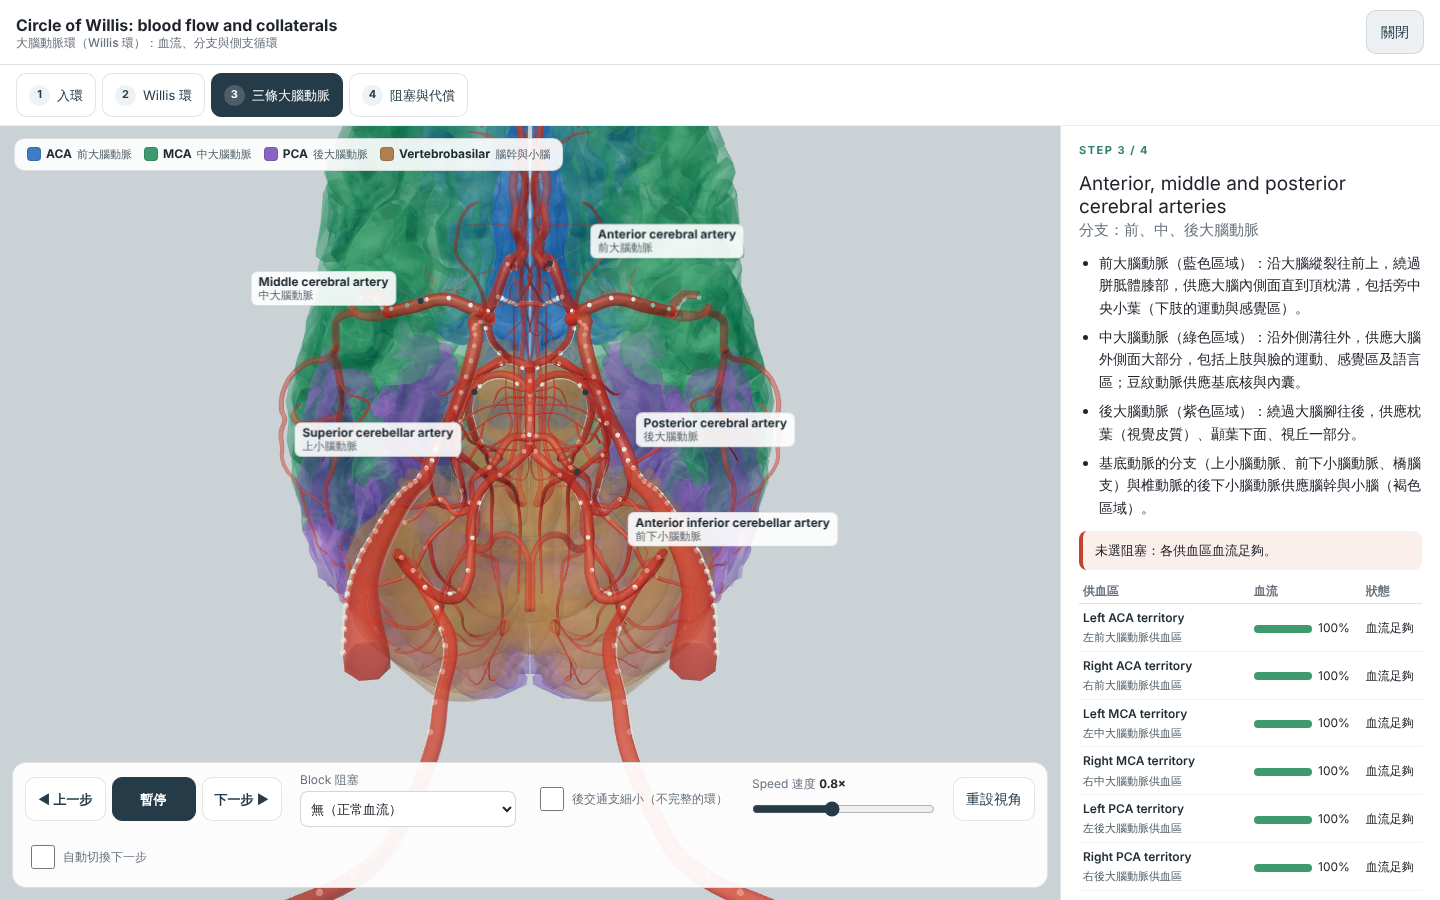 Circle of Willis: blood flow and collaterals
大腦動脈環（Willis 環）：血流、分支與側支循環
關閉
1 入環
2 Willis 環
3 三條大腦動脈
4 阻塞與代償
ACA 前大腦動脈 MCA 中大腦動脈 PCA 後大腦動脈 Vertebrobasilar 腦幹與小腦
Anterior cerebral artery
前大腦動脈
Middle cerebral artery
中大腦動脈
Superior cerebellar artery
上小腦動脈
Posterior cerebral artery
後大腦動脈
Anterior inferior cerebellar artery
前下小腦動脈
◀ 上一步
暫停
下一步 ▶
Block 阻塞
無（正常血流）
後交通支細小（不完整的環）
Speed 速度 0.8×
重設視角
自動切換下一步
STEP 3 / 4
Anterior, middle and posterior
cerebral arteries
分支：前、中、後大腦動脈
• 前大腦動脈（藍色區域）：沿大腦縱裂往前上，繞過
胼胝體膝部，供應大腦內側面直到頂枕溝，包括旁中
央小葉（下肢的運動與感覺區）。
• 中大腦動脈（綠色區域）：沿外側溝往外，供應大腦
外側面大部分，包括上肢與臉的運動、感覺區及語言
區；豆紋動脈供應基底核與內囊。
• 後大腦動脈（紫色區域）：繞過大腦腳往後，供應枕
葉（視覺皮質）、顳葉下面、視丘一部分。
• 基底動脈的分支（上小腦動脈、前下小腦動脈、橋腦
支）與椎動脈的後下小腦動脈供應腦幹與小腦（褐色
區域）。
未選阻塞：各供血區血流足夠。
供血區 血流 狀態
Left ACA territory
左前大腦動脈供血區
100% 血流足夠
Right ACA territory
右前大腦動脈供血區
100% 血流足夠
Left MCA territory
左中大腦動脈供血區
100% 血流足夠
Right MCA territory
右中大腦動脈供血區
100% 血流足夠
Left PCA territory
左後大腦動脈供血區
100% 血流足夠
Right PCA territory
右後大腦動脈供血區
100% 血流足夠